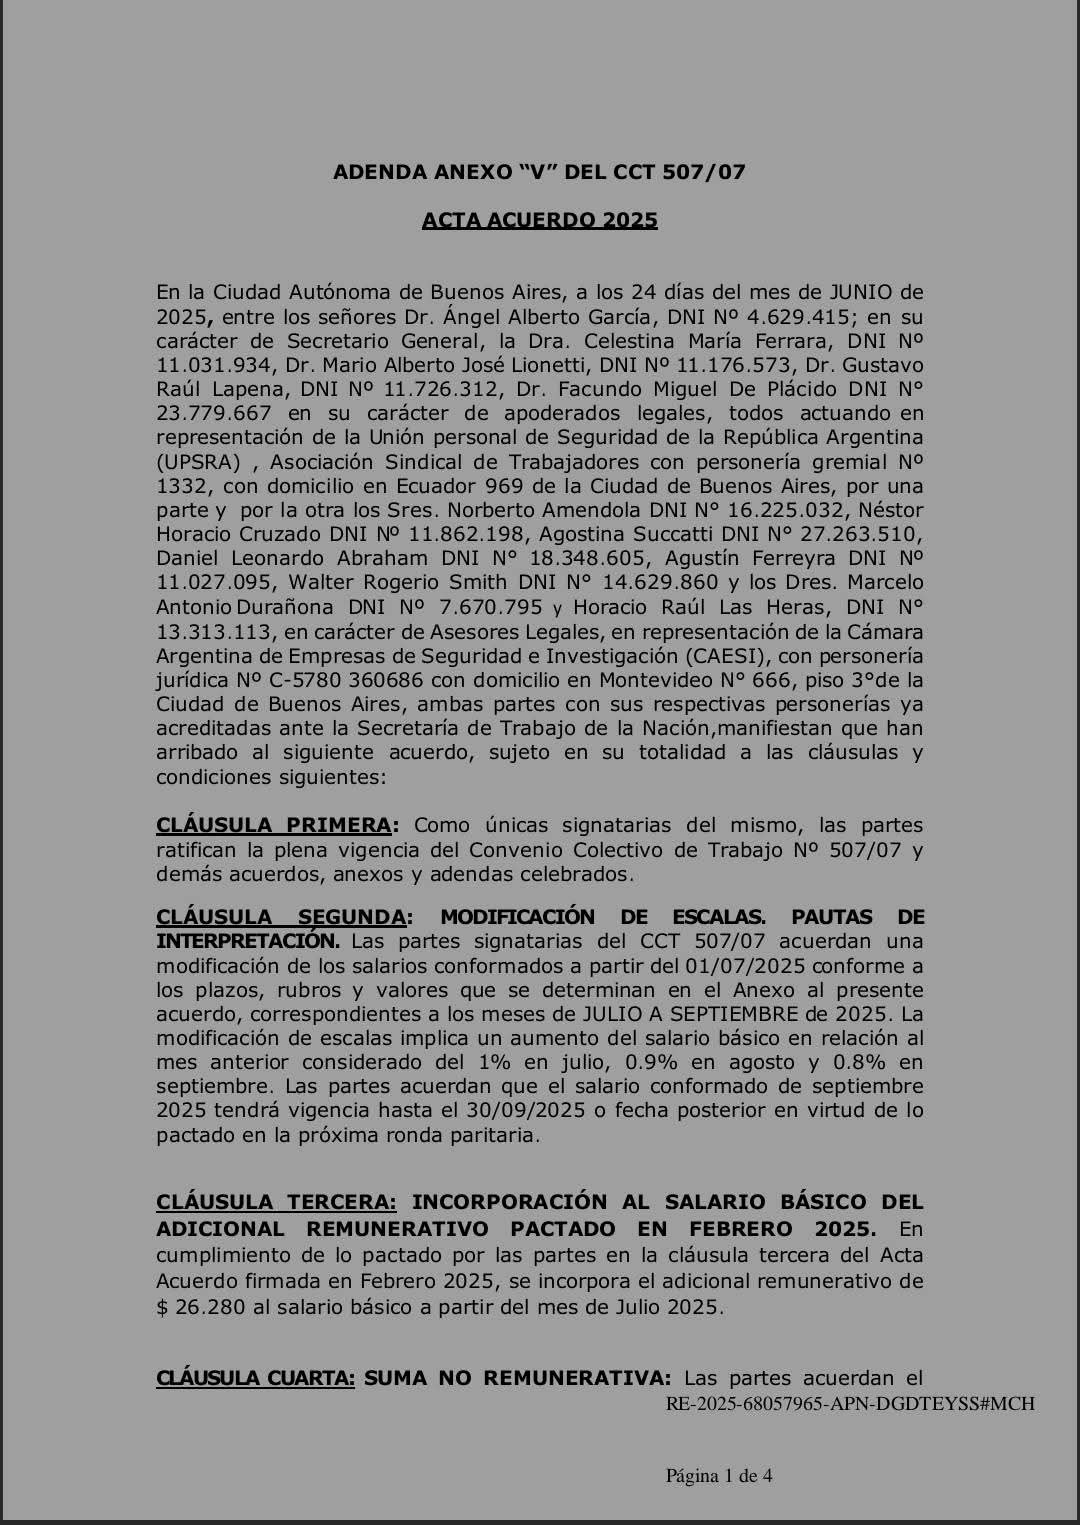 ADENDA ANEXO “V” DEL CCT 507/07
ACTA ACUERDO 2025
En la Ciudad Autónoma de Buenos Aires, a los 24 días del mes de JUNIO de
2025, entre los señores Dr. Ángel Alberto García, DNI Nº 4.629.415; en su
carácter de Secretario General, la Dra. Celestina María Ferrara, DNI Nº
11.031.934, Dr. Mario Alberto José Lionetti, DNI Nº 11.176.573, Dr. Gustavo
Raúl Lapena, DNI Nº 11.726.312, Dr. Facundo Miguel De Plácido DNI N°
23.779.667 en su carácter de apoderados legales, todos actuando en
representación de la Unión personal de Seguridad de la República Argentina
(UPSRA) , Asociación Sindical de Trabajadores con personería gremial Nº
1332, con domicilio en Ecuador 969 de la Ciudad de Buenos Aires, por una
parte y por la otra los Sres. Norberto Amendola DNI N° 16.225.032, Néstor
Horacio Cruzado DNI Nº 11.862.198, Agostina Succatti DNI N° 27.263.510,
Daniel Leonardo Abraham DNI N° 18.348.605, Agustín Ferreyra DNI Nº
11.027.095, Walter Rogerio Smith DNI N° 14.629.860 y los Dres. Marcelo
Antonio Durañona DNI Nº 7.670.795 y Horacio Raúl Las Heras, DNI N°
13.313.113, en carácter de Asesores Legales, en representación de la Cámara
Argentina de Empresas de Seguridad e Investigación (CAESI), con personería
jurídica Nº C-5780 360686 con domicilio en Montevideo N° 666, piso 3°de la
Ciudad de Buenos Aires, ambas partes con sus respectivas personerías ya
acreditadas ante la Secretaría de Trabajo de la Nación,manifiestan que han
arribado al siguiente acuerdo, sujeto en su totalidad a las cláusulas y
condiciones siguientes:
CLÁUSULA PRIMERA: Como únicas signatarias del mismo, las partes
ratifican la plena vigencia del Convenio Colectivo de Trabajo Nº 507/07 y
demás acuerdos, anexos y adendas celebrados.
CLÁUSULA SEGUNDA: MODIFICACIÓN DE ESCALAS. PAUTAS DE
INTERPRETACIÓN. Las partes signatarias del CCT 507/07 acuerdan una
modificación de los salarios conformados a partir del 01/07/2025 conforme a
los plazos, rubros y valores que se determinan en el Anexo al presente
acuerdo, correspondientes a los meses de JULIO A SEPTIEMBRE de 2025. La
modificación de escalas implica un aumento del salario básico en relación al
mes anterior considerado del 1% en julio, 0.9% en agosto y 0.8% en
septiembre. Las partes acuerdan que el salario conformado de septiembre
2025 tendrá vigencia hasta el 30/09/2025 o fecha posterior en virtud de lo
pactado en la próxima ronda paritaria.
CLÁUSULA TERCERA: INCORPORACIÓN AL SALARIO BÁSICO DEL
ADICIONAL REMUNERATIVO PACTADO EN FEBRERO 2025. En
cumplimiento de lo pactado por las partes en la cláusula tercera del Acta
Acuerdo firmada en Febrero 2025, se incorpora el adicional remunerativo de
$ 26.280 al salario básico a partir del mes de Julio 2025.
CLÁUSULA CUARTA: SUMA NO REMUNERATIVA: Las partes acuerdan el
RE-2025-68057965-APN-DGDTEYSS#MCH
Página 1 de 4